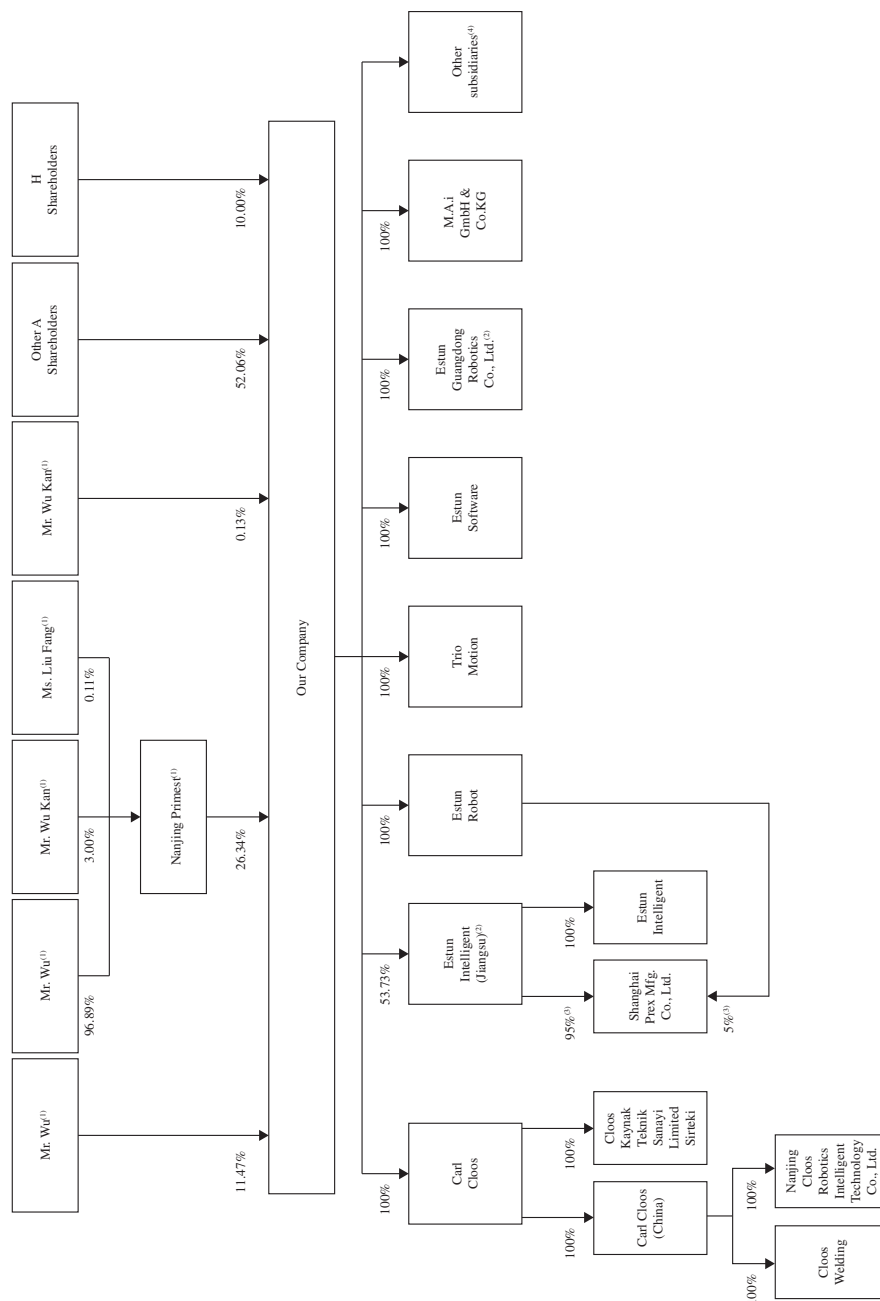 Mr. Wu(1)
Mr. Wu(1)
Mr. Wu Kan(1)
Ms. Liu Fang(1)
Mr. Wu Kan(1)
Other A
Shareholders
H
Shareholders
96.89%
3.00%
0.11%
Nanjing Primest(1)
11.47%
26.34%
0.13%
52.06%
10.00%
Our Company
100%
53.73%
100%
100%
100%
100%
100%
Carl
Cloos
Estun
Intelligent
(Jiangsu)(2)
Estun
Robot
Trio
Motion
Estun
Software
Estun
Guangdong
Robotics
Co., Ltd.(2)
M.A.i
GmbH &
Co.KG
Other
subsidiaries(4)
100%
100%
95%(3)
100%
Carl Cloos
(China)
Cloos
Kaynak
Teknik
Sanayi
Limited
Sirteki
Shanghai
Prex Mfg.
Co., Ltd.
Estun
Intelligent
5%(3)
00%
100%
Cloos
Welding
Nanjing
Cloos
Robotics
Intelligent
Technology
Co., Ltd.